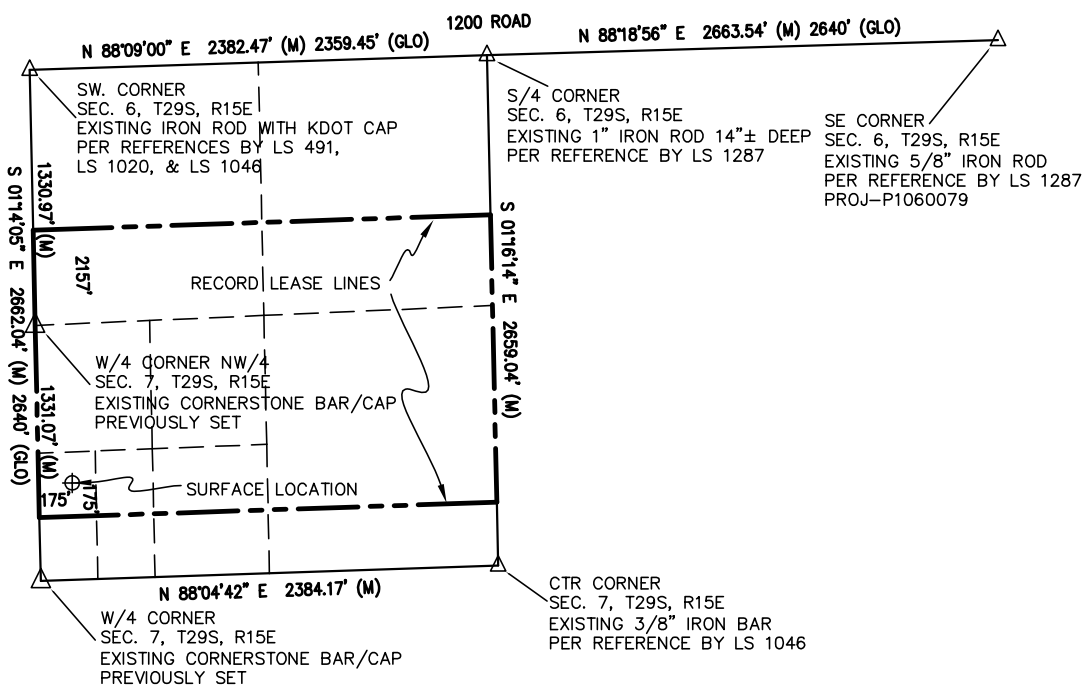 1200 ROAD
N 88°09'00" E 2382.47' (M) 2359.45' (GLO)
N 88°18'56" E 2663.54' (M) 2640' (GLO)
SW. CORNER
SEC. 6, T29S, R15E
EXISTING IRON ROD WITH KDOT CAP
PER REFERENCES BY LS 491,
LS 1020, & LS 1046
S/4 CORNER
SEC. 6, T29S, R15E
EXISTING 1" IRON ROD 14"± DEEP
PER REFERENCE BY LS 1287
SE CORNER
SEC. 6, T29S, R15E
EXISTING 5/8" IRON ROD
PER REFERENCE BY LS 1287
PROJ-P1060079
1330.97' (M)
S 01°14'05" E 2662.04' (M) 2640' (GLO)
2157'
RECORD LEASE LINES
S 01°16'14" E 2659.04' (M)
W/4 CORNER NW/4
SEC. 7, T29S, R15E
EXISTING CORNERSTONE BAR/CAP
PREVIOUSLY SET
1331.07' (M)
175'
175'
SURFACE LOCATION
N 88°04'42" E 2384.17' (M)
W/4 CORNER
SEC. 7, T29S, R15E
EXISTING CORNERSTONE BAR/CAP
PREVIOUSLY SET
CTR CORNER
SEC. 7, T29S, R15E
EXISTING 3/8" IRON BAR
PER REFERENCE BY LS 1046